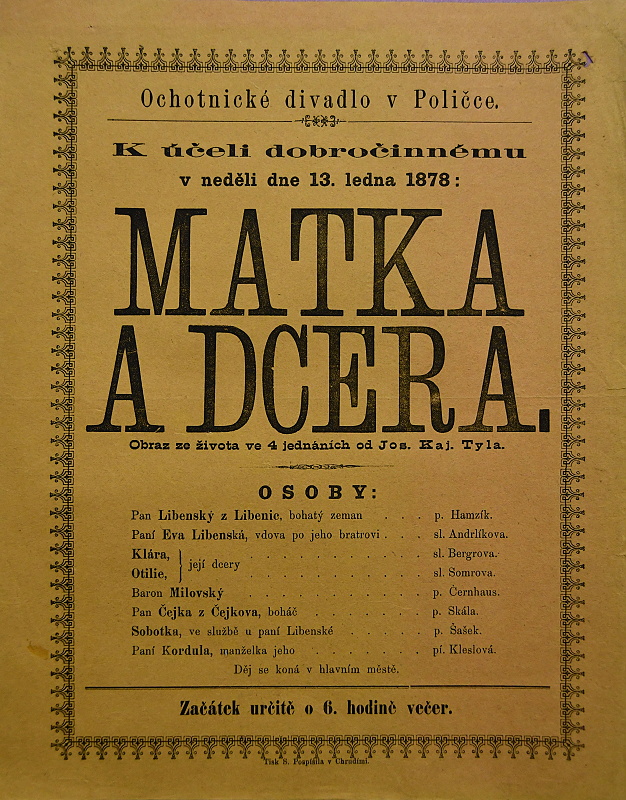 Ochotnické divadlo v Poličce.
K účeli dobročinnému
v neděli dne 13. ledna 1878:
MATKA
A DCERA.
Obraz ze života ve 4 jednáních od Jos. Kaj. Tyla.
OSOBY:
Pan Libenský z Libenic, bohatý zeman . . . p. Hamzík.
Paní Eva Libenská, vdova po jeho bratrovi . . . sl. Andrlíkova.
Klára, } její dcery . . . . . . . . sl. Bergrova.
Otilie, . . . . . . . . sl. Somrova.
Baron Milovský . . . . . . . . p. Černhaus.
Pan Čejka z Čejkova, boháč . . . . . . p. Skála.
Sobotka, ve službě u paní Libenské . . . . . p. Šašek.
Paní Kordula, manželka jeho . . . . . . pí. Kleslová.
Děj se koná v hlavním městě.
Začátek určitě o 6. hodině večer.
Tisk S. Pospíšila v Chrudimi.